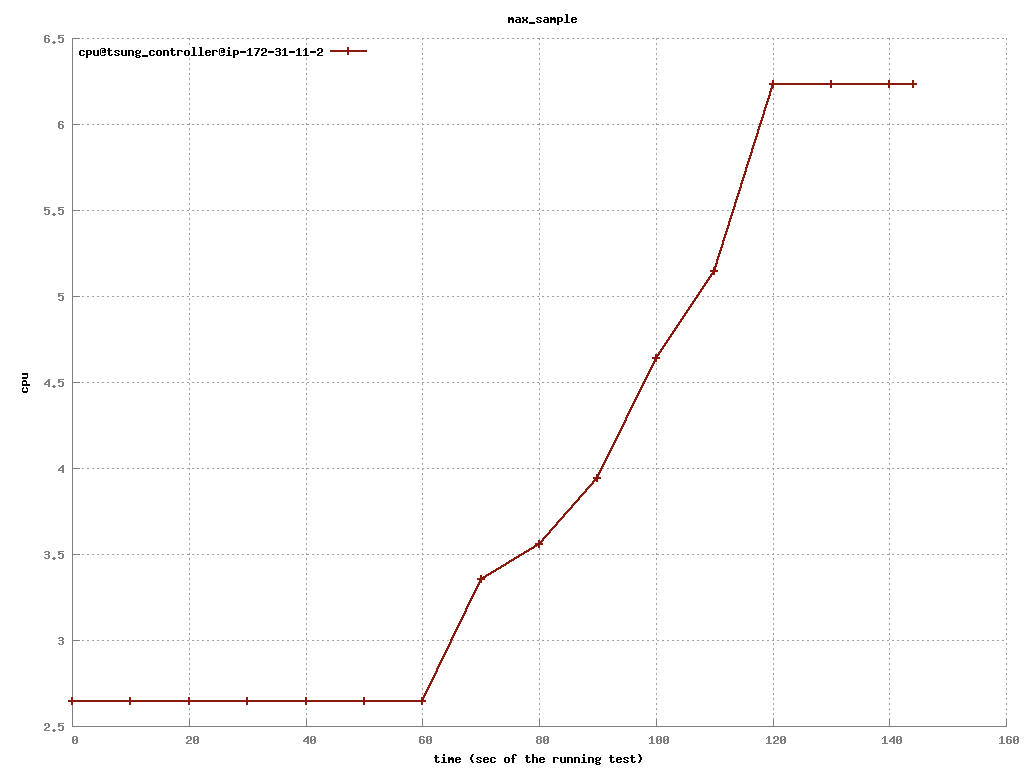 max_sample
6.5
cpu@tsung_controller@ip-172-31-11-2
6
5.5
5
cpu
4.5
4
3.5
3
2.5
0 20 40 60 80 100 120 140 160
time (sec of the running test)